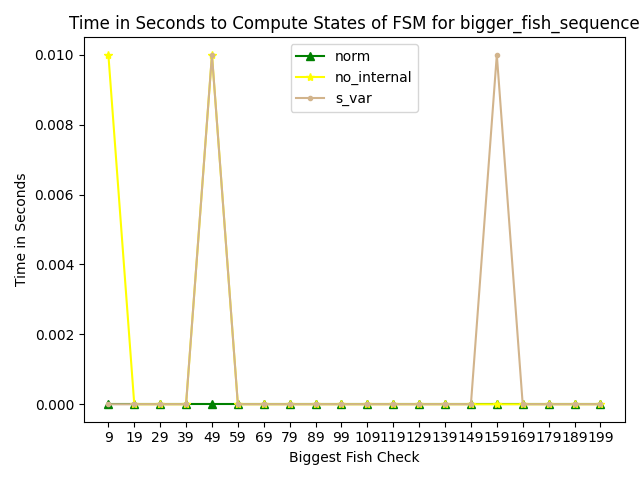 Time in Seconds to Compute States of FSM for bigger_fish_sequence
norm
no_internal
s_var
Time in Seconds
0.010
0.008
0.006
0.004
0.002
0.000
9 19 29 39 49 59 69 79 89 99 109 119 129 139 149 159 169 179 189 199
Biggest Fish Check